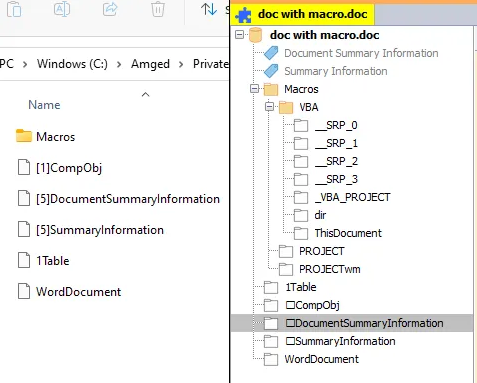 PC > Windows (C:) > Amged > Private
Macros
[1]CompObj
[5]DocumentSummaryInformation
[5]SummaryInformation
1Table
WordDocument
doc with macro.doc
doc with macro.doc
Document Summary Information
Summary Information
Macros
VBA
__SRP_0
__SRP_1
__SRP_2
__SRP_3
_VBA_PROJECT
dir
ThisDocument
PROJECT
PROJECTwm
1Table
□CompObj
□DocumentSummaryInformation
□SummaryInformation
WordDocument